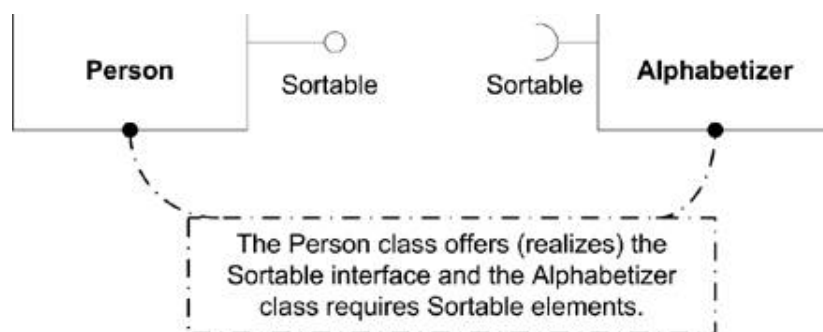 Person
Sortable
Sortable
Alphabetizer
The Person class offers (realizes) the
Sortable interface and the Alphabetizer
class requires Sortable elements.